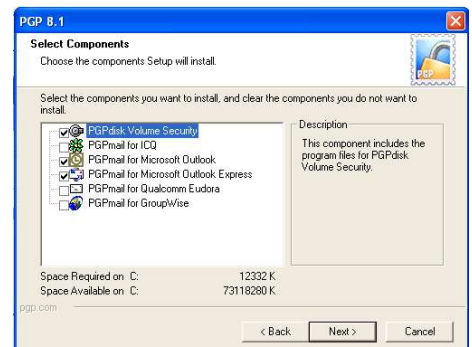 PGP 8.1
Select Components
Choose the components Setup will install.
PGP
Select the components you want to install, and clear the components you do not want to
install.
PGPdisk Volume Security
PGPmail for ICQ
PGPmail for Microsoft Outlook
PGPmail for Microsoft Outlook Express
PGPmail for Qualcomm Eudora
PGPmail for GroupWise
Description
This component includes the
program files for PGPdisk
Volume Security.
Space Required on C: 12332 K
Space Available on C: 73118280 K
pgp.com
< Back
Next >
Cancel